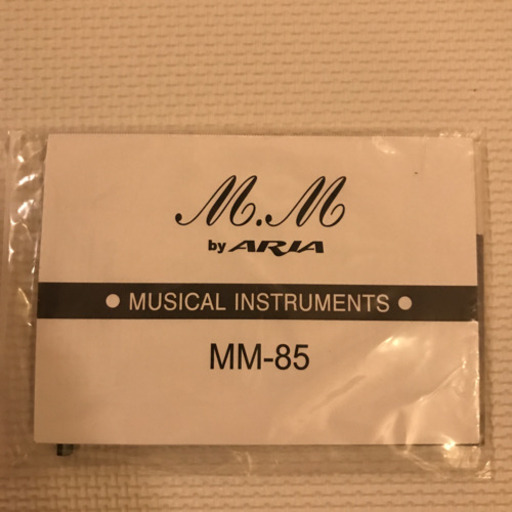 M.M
by ARIA
● MUSICAL INSTRUMENTS ●
MM-85